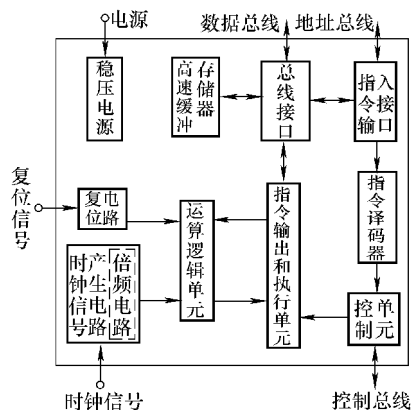 电源
数据总线
地址总线
稳压电源
高速缓冲
存储器
总线接口
指令输
入接口
复位信号
复位
电路
运算逻辑单元
指令输出和执行单元
指令译码器
时钟信号
产生电路
倍频电路
控制
单元
时钟信号
控制总线